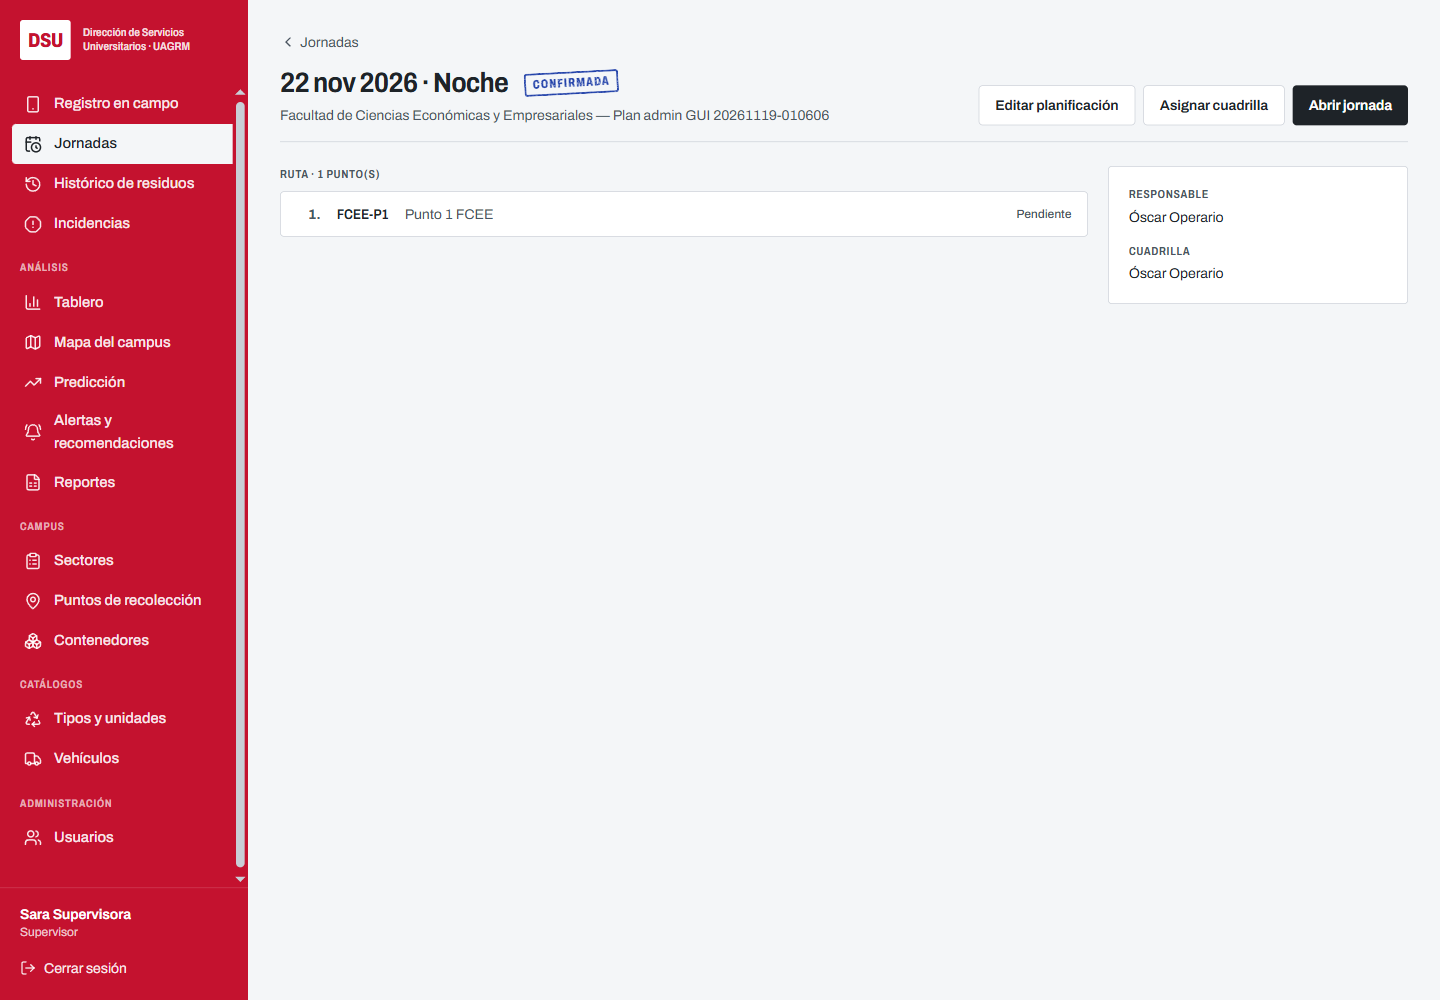 DSU
Dirección de Servicios
Universitarios · UAGRM
Registro en campo
Jornadas
Histórico de residuos
Incidencias
ANÁLISIS
Tablero
Mapa del campus
Predicción
Alertas y
recomendaciones
Reportes
CAMPUS
Sectores
Puntos de recolección
Contenedores
CATÁLOGOS
Tipos y unidades
Vehículos
ADMINISTRACIÓN
Usuarios
Sara Supervisora
Supervisor
Cerrar sesión
Jornadas
22 nov 2026 · Noche CONFIRMADA
Facultad de Ciencias Económicas y Empresariales — Plan admin GUI 20261119-010606
Editar planificación Asignar cuadrilla Abrir jornada
RUTA · 1 PUNTO(S)
1. FCEE-P1 Punto 1 FCEE Pendiente
RESPONSABLE
Óscar Operario
CUADRILLA
Óscar Operario